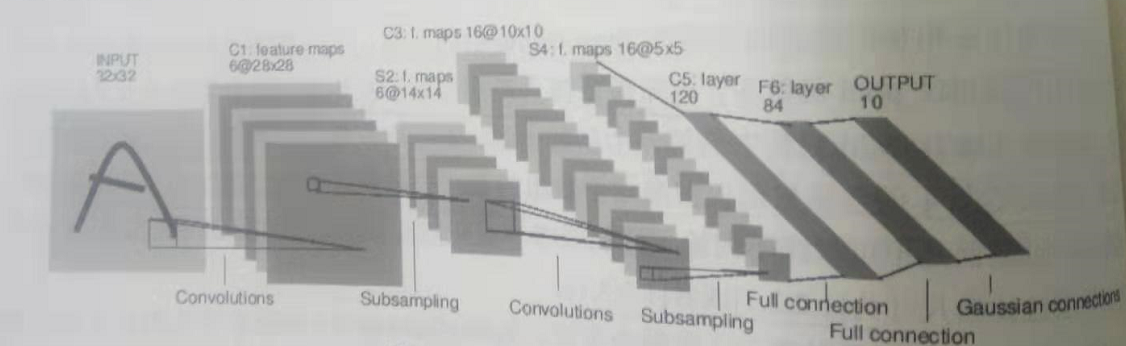 INPUT
32x32
C1: feature maps
6@28x28
S2: f. maps
6@14x14
C3: f. maps 16@10x10
S4: f. maps 16@5x5
C5: layer
120
F6: layer
84
OUTPUT
10
A
Convolutions
Subsampling
Convolutions
Subsampling
Full connection
Full connection
Gaussian connections